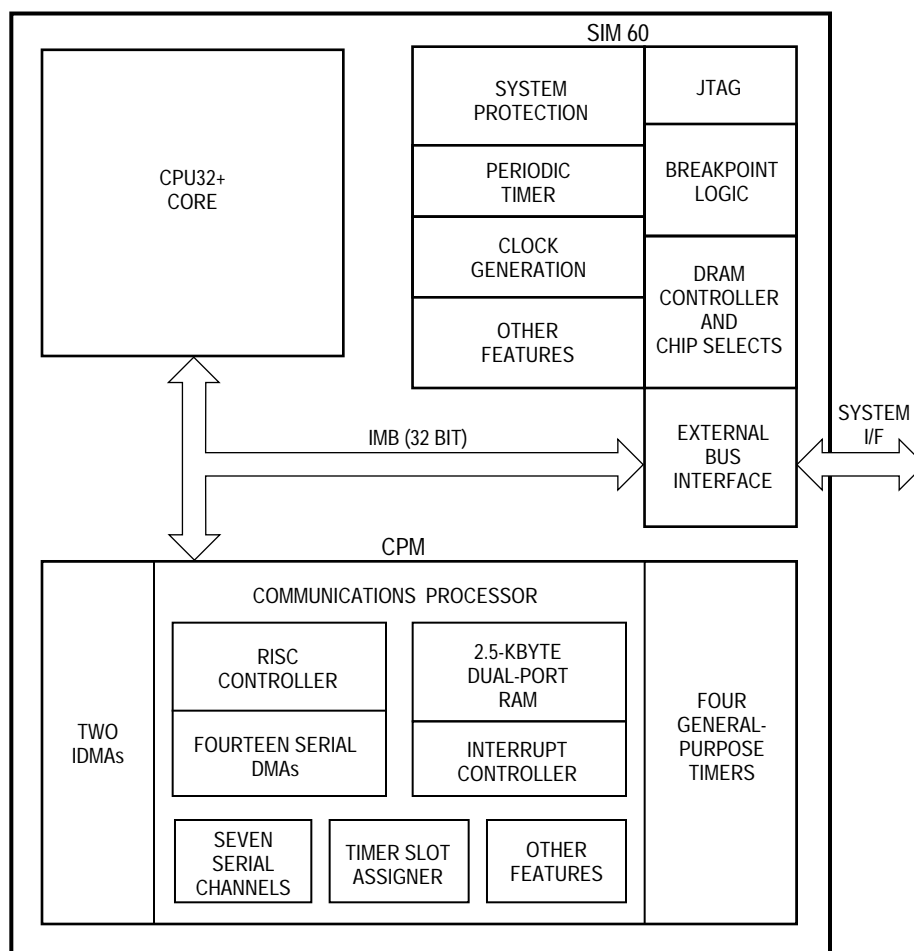 SIM 60
CPU32+
CORE
SYSTEM
PROTECTION
PERIODIC
TIMER
CLOCK
GENERATION
OTHER
FEATURES
JTAG
BREAKPOINT
LOGIC
DRAM
CONTROLLER
AND
CHIP SELECTS
EXTERNAL
BUS
INTERFACE
SYSTEM
I/F
IMB (32 BIT)
CPM
TWO
IDMAs
COMMUNICATIONS PROCESSOR
RISC
CONTROLLER
FOURTEEN SERIAL
DMAs
2.5-KBYTE
DUAL-PORT
RAM
INTERRUPT
CONTROLLER
SEVEN
SERIAL
CHANNELS
TIMER SLOT
ASSIGNER
OTHER
FEATURES
FOUR
GENERAL-
PURPOSE
TIMERS